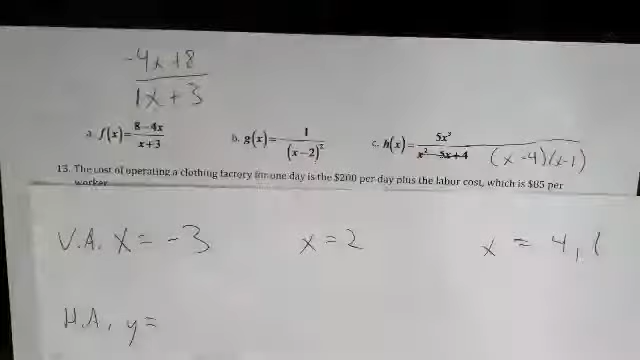 -4x+8
1x+3
a. f(x)= 8-4x / x+3 b. g(x)= 1 / (x-2)² c. h(x)= 5x³ / x²-5x+4 (x-4)(x-1)
13. The cost of operating a clothing factory for one day is the $200 per day plus the labor cost, which is $85 per
worker.
V.A. x = -3 x = 2 x = 4, 1
H.A. y =